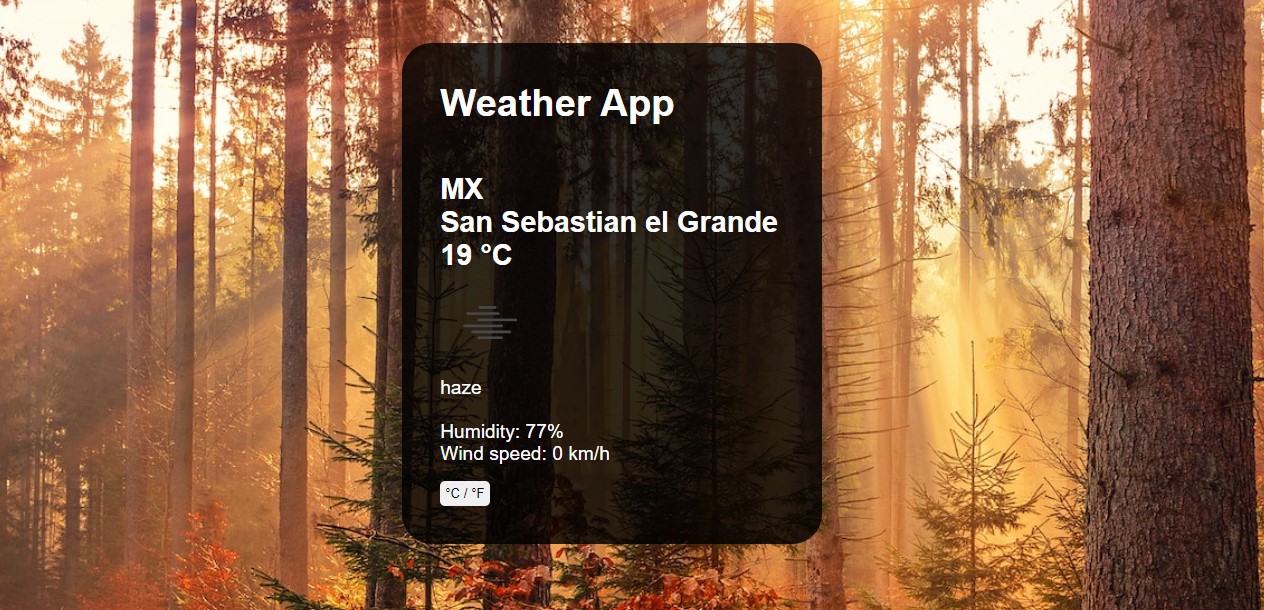 Weather App
MX
San Sebastian el Grande
19 °C
haze
Humidity: 77%
Wind speed: 0 km/h
°C / °F